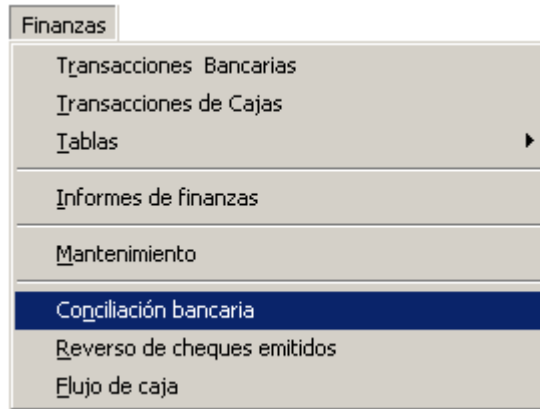 Finanzas
Transacciones  Bancarias
Transacciones de Cajas
Tablas
Informes de finanzas
Mantenimiento
Conciliación bancaria
Reverso de cheques emitidos
Flujo de caja